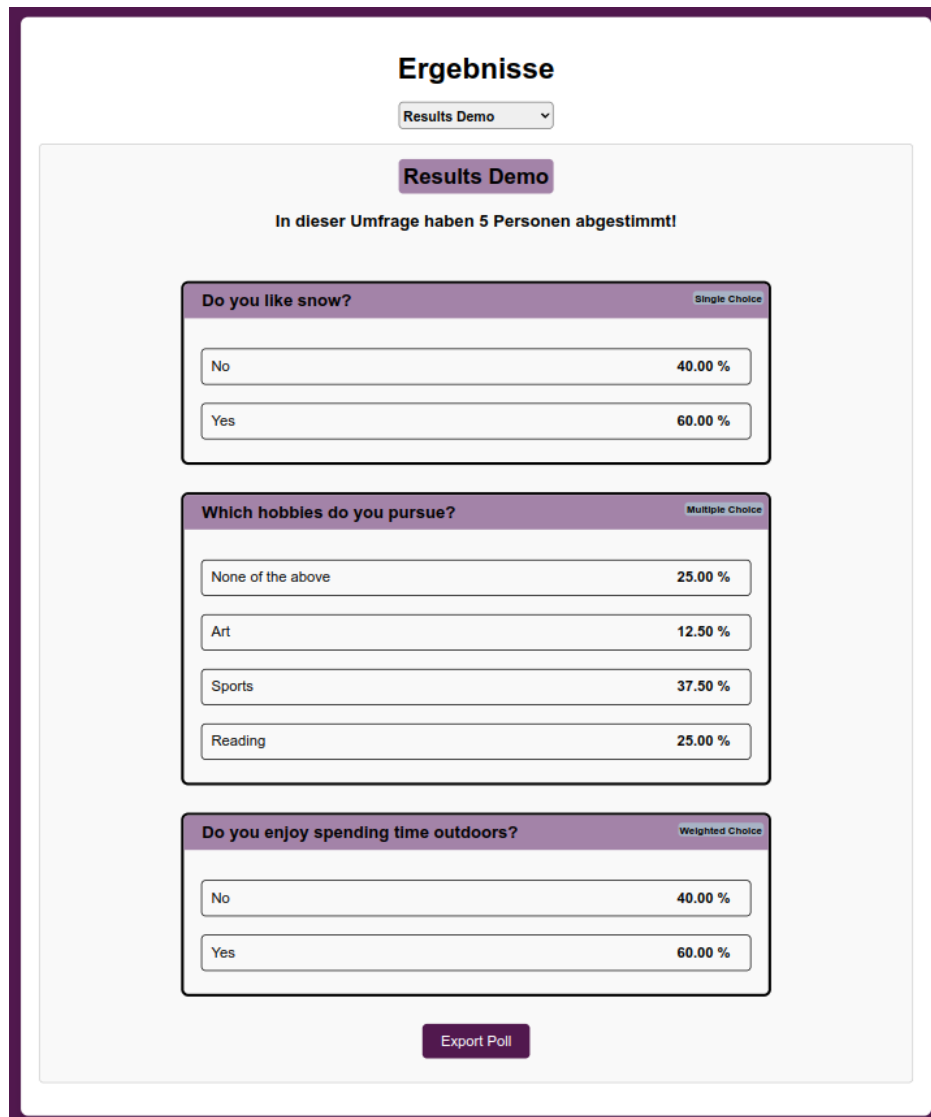 Ergebnisse
Results Demo
Results Demo
In dieser Umfrage haben 5 Personen abgestimmt!
Do you like snow? Single Choice
No 40.00 %
Yes 60.00 %
Which hobbies do you pursue? Multiple Choice
None of the above 25.00 %
Art 12.50 %
Sports 37.50 %
Reading 25.00 %
Do you enjoy spending time outdoors? Weighted Choice
No 40.00 %
Yes 60.00 %
Export Poll